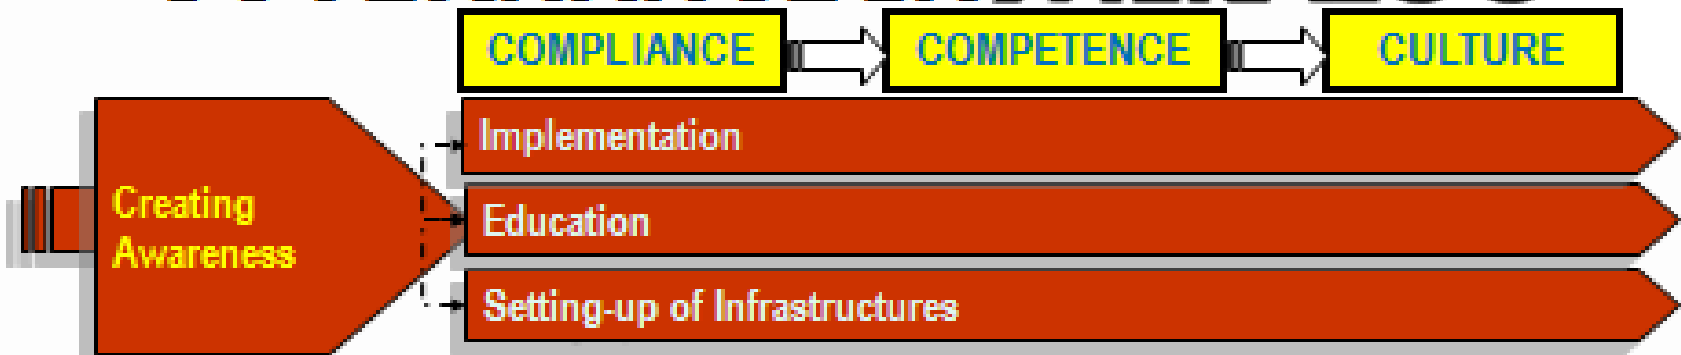 COMPLIANCE COMPETENCE CULTURE
Implementation
Creating
Awareness
Education
Setting-up of Infrastructures